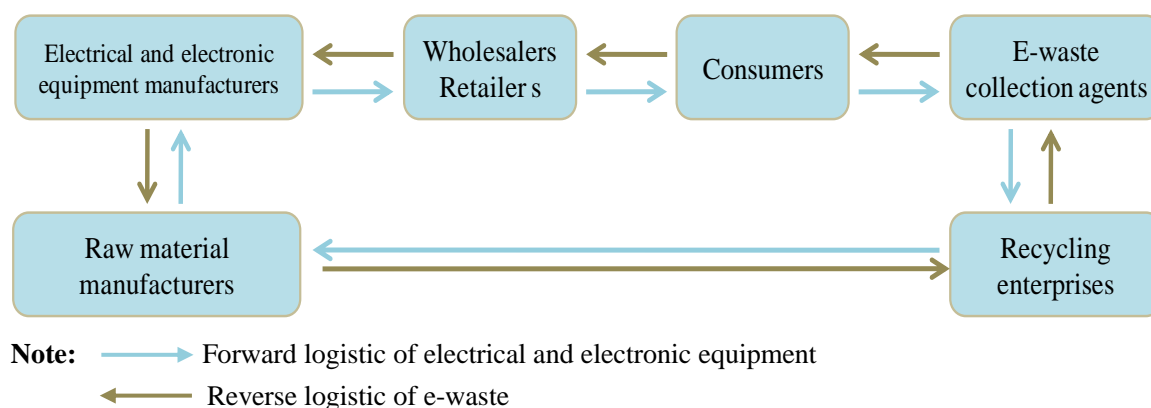 Electrical and electronic
equipment manufacturers
Wholesalers
Retailer s
Consumers
E-waste
collection agents
Raw material
manufacturers
Recycling
enterprises
Note:
Forward logistic of electrical and electronic equipment
Reverse logistic of e-waste